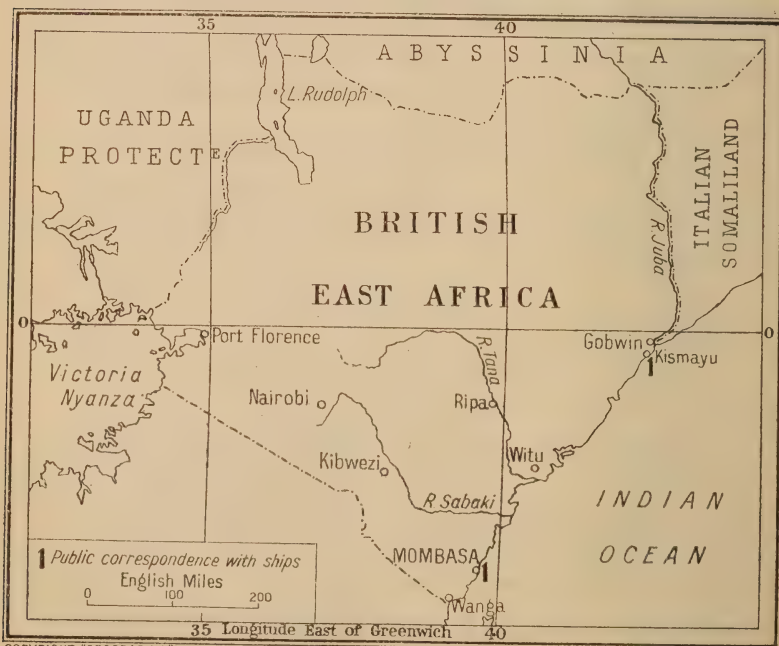 35
40
ABYSSINIA
L. Rudolph
UGANDA
PROTECTE
ITALIAN
SOMALILAND
BRITISH
EAST AFRICA
R. Juba
0
Port Florence
0
Gobwin
1
Kismayu
Victoria
Nyanza
R. Tana
Nairobi
Ripa
Kibwezi
Witu
R Sabaki
INDIAN
OCEAN
MOMBASA
1
Wanga
1 Public correspondence with ships
English Miles
0 100 200
35 Longitude East of Greenwich 40